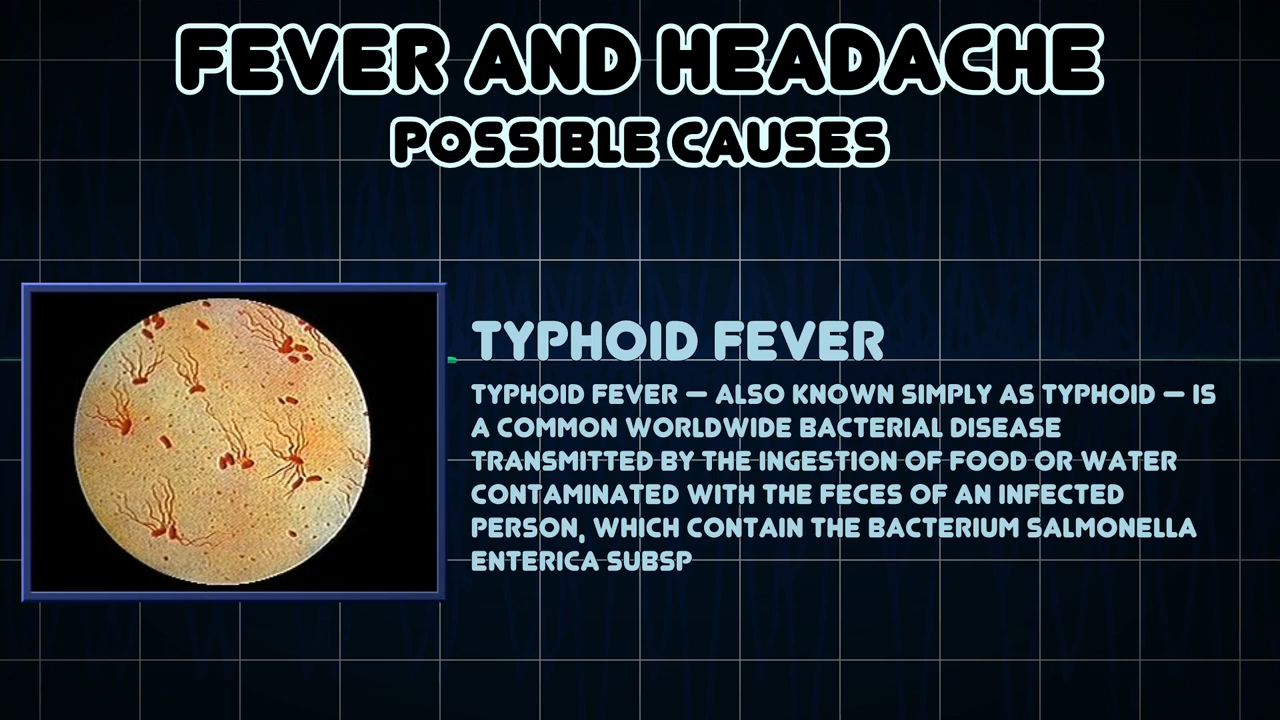 FEVER AND HEADACHE
POSSIBLE CAUSES
TYPHOID FEVER
TYPHOID FEVER — ALSO KNOWN SIMPLY AS TYPHOID — IS
A COMMON WORLDWIDE BACTERIAL DISEASE
TRANSMITTED BY THE INGESTION OF FOOD OR WATER
CONTAMINATED WITH THE FECES OF AN INFECTED
PERSON, WHICH CONTAIN THE BACTERIUM SALMONELLA
ENTERICA SUBSP